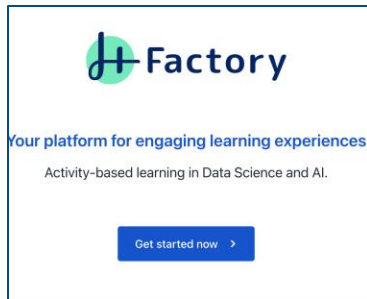 Factory
Your platform for engaging learning experiences
Activity-based learning in Data Science and AI.
Get started now